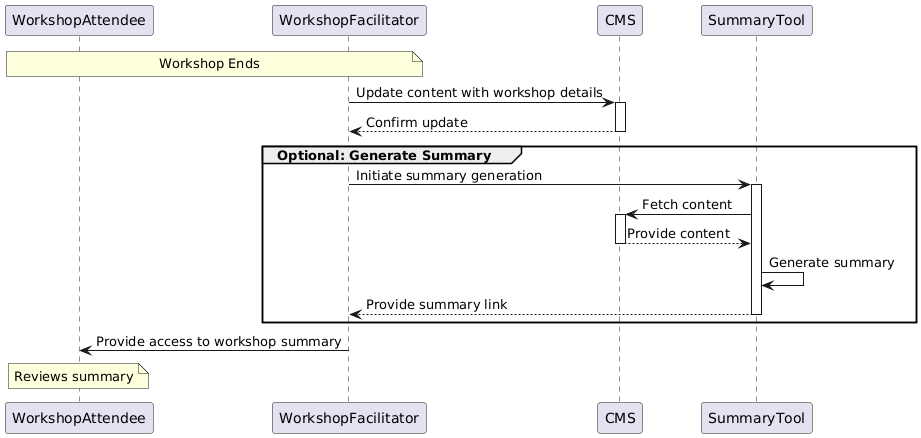 WorkshopAttendee
WorkshopFacilitator
CMS
SummaryTool
Workshop Ends
Update content with workshop details
Confirm update
Optional: Generate Summary
Initiate summary generation
Fetch content
Provide content
Generate summary
Provide summary link
Provide access to workshop summary
Reviews summary
WorkshopAttendee
WorkshopFacilitator
CMS
SummaryTool